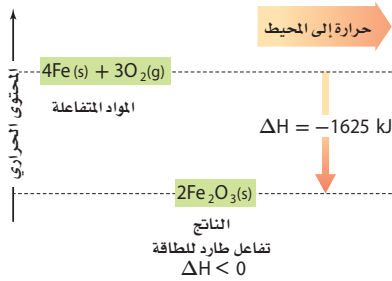 حرارة إلى المحيط
4Fe(s) + 3O₂(g)
المواد المتفاعلة
المحتوى الحراري
ΔH = −1625 kJ
2Fe₂O₃(s)
الناتج
تفاعل طارد للطاقة
ΔH < 0